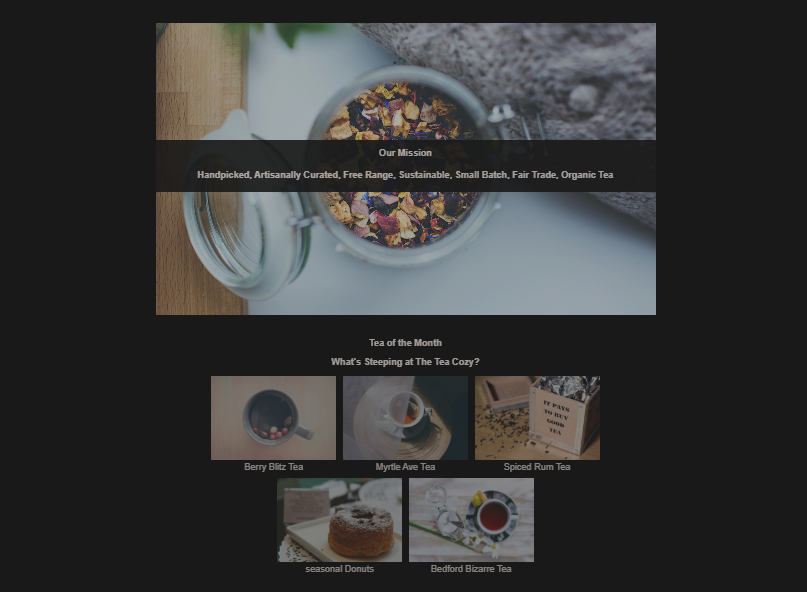 Our Mission
Handpicked, Artisanally Curated, Free Range, Sustainable, Small Batch, Fair Trade, Organic Tea
Tea of the Month
What's Steeping at The Tea Cozy?
IT PAYS
TO BUY
GOOD
TEA
Berry Blitz Tea
Myrtle Ave Tea
Spiced Rum Tea
seasonal Donuts
Bedford Bizarre Tea